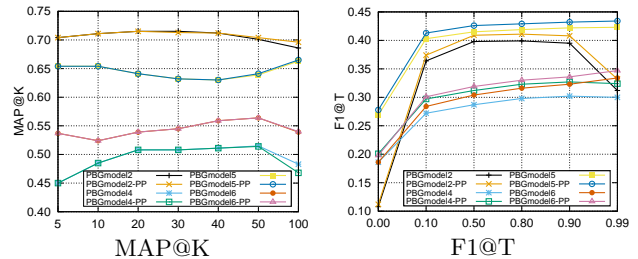 0.75
0.70
0.65
0.60
0.55
0.50
0.45
0.40
MAP@K
PBGmodel2
PBGmodel2-PP
PBGmodel4
PBGmodel4-PP
PBGmodel5
PBGmodel5-PP
PBGmodel6
PBGmodel6-PP
5 10 20 30 40 50 100
MAP@K
0.45
0.40
0.35
0.30
0.25
0.20
0.15
0.10
F1@T
PBGmodel2
PBGmodel2-PP
PBGmodel4
PBGmodel4-PP
PBGmodel5
PBGmodel5-PP
PBGmodel6
PBGmodel6-PP
0.00 0.10 0.50 0.80 0.90 0.99
F1@T